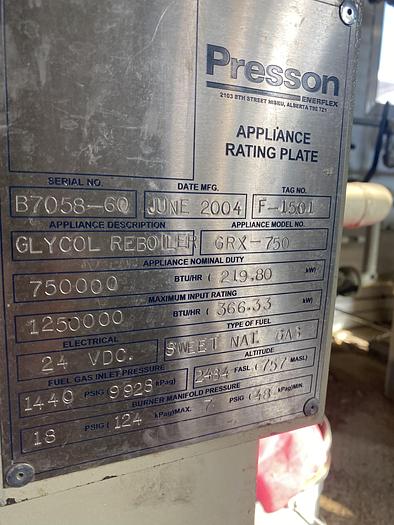 Presson
ENERFLEX
2103 8TH STREET NISKU, ALBERTA T9E 7Z1
APPLIANCE
RATING PLATE
SERIAL NO. DATE MFG. TAG NO.
B7058-60 JUNE 2004 F-1501
APPLIANCE DESCRIPTION APPLIANCE MODEL NO.
GLYCOL REBOILER GRX-750
APPLIANCE NOMINAL DUTY
750000 BTU/HR ( 219.80 kW)
MAXIMUM INPUT RATING
1250000 BTU/HR ( 366.33 kW)
ELECTRICAL TYPE OF FUEL
24 VDC. SWEET NAT. GAS
FUEL GAS INLET PRESSURE ALTITUDE
1440 PSIG 9928 kPag) 2484 FASL (757 MASL)
BURNER MANIFOLD PRESSURE
18 PSIG ( 124 kPag)MAX. 7 PSIG ( 48 kPag)MIN.